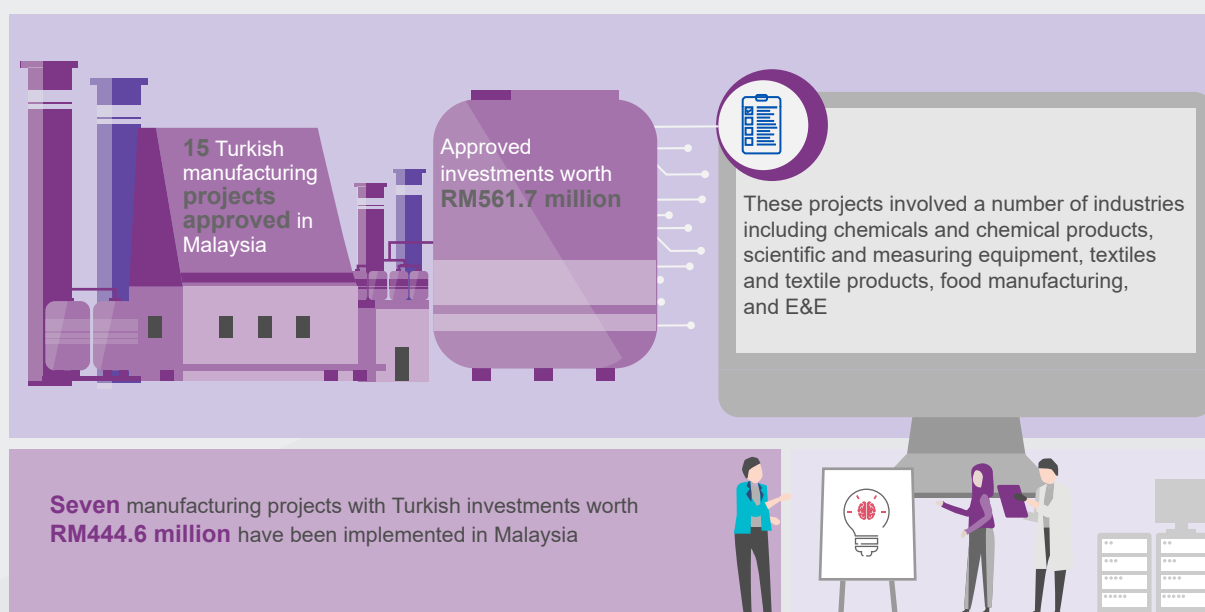 15 Turkish
manufacturing
projects
approved in
Malaysia
Approved
investments worth
RM561.7 million
These projects involved a number of industries
including chemicals and chemical products,
scientific and measuring equipment, textiles
and textile products, food manufacturing,
and E&E
Seven manufacturing projects with Turkish investments worth
RM444.6 million have been implemented in Malaysia